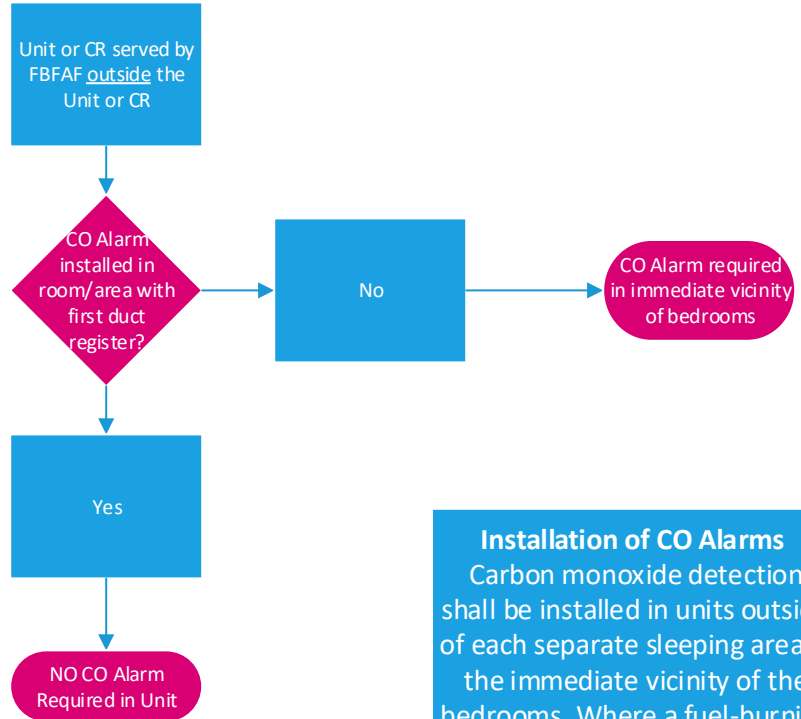 Unit or CR served by
FBFAF outside the
Unit or CR
CO Alarm
installed in
room/area with
first duct
register?
No
CO Alarm required
in immediate vicinity
of bedrooms
Yes
NO CO Alarm
Required in Unit
Installation of CO Alarms
Carbon monoxide detection
shall be installed in units
of each separate sleeping
the immediate vicinity of the
bedrooms. Where a